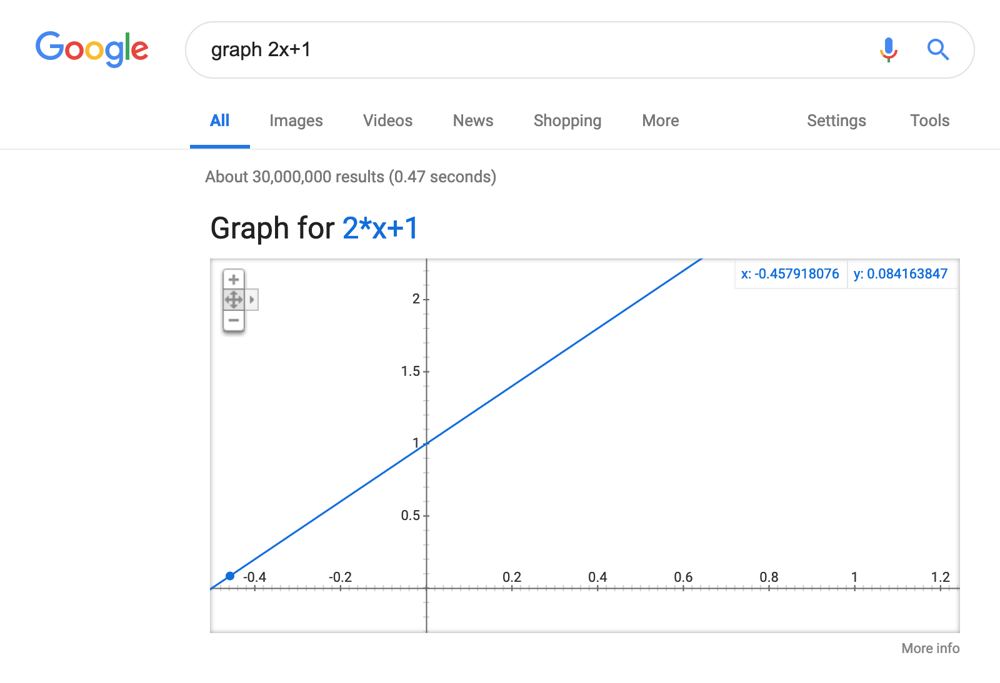 Google
graph 2x+1
All Images Videos News Shopping More Settings Tools
About 30,000,000 results (0.47 seconds)
Graph for 2*x+1
x: -0.457918076 y: 0.084163847
2
1.5
1
0.5
-0.4 -0.2 0.2 0.4 0.6 0.8 1 1.2
More info